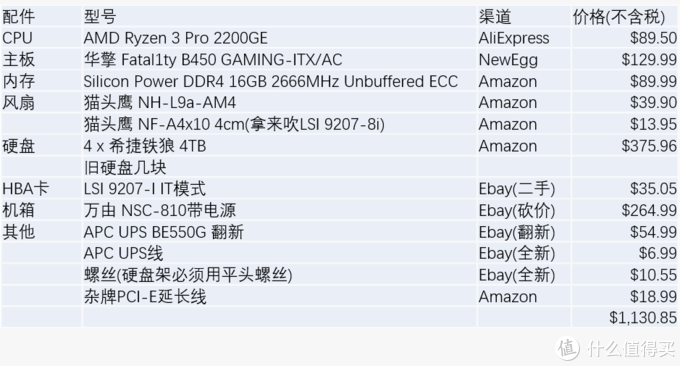 配件 型号 渠道 价格(不含税)
CPU AMD Ryzen 3 Pro 2200GE AliExpress $89.50
主板 华擎 Fatal1ty B450 GAMING-ITX/AC NewEgg $129.99
内存 Silicon Power DDR4 16GB 2666MHz Unbuffered ECC Amazon $89.99
风扇 猫头鹰 NH-L9a-AM4 Amazon $39.90
猫头鹰 NF-A4x10 4cm(拿来吹LSI 9207-8i) Amazon $13.95
硬盘 4 x 希捷铁狼 4TB Amazon $375.96
旧硬盘几块
HBA卡 LSI 9207-I IT模式 Ebay(二手) $35.05
机箱 万由 NSC-810带电源 Ebay(砍价) $264.99
其他 APC UPS BE550G 翻新 Ebay(翻新) $54.99
APC UPS线 Ebay(全新) $6.99
螺丝(硬盘架必须用平头螺丝) Ebay(全新) $10.55
杂牌PCI-E延长线 Amazon $18.99
$1,130.85
值 什么值得买